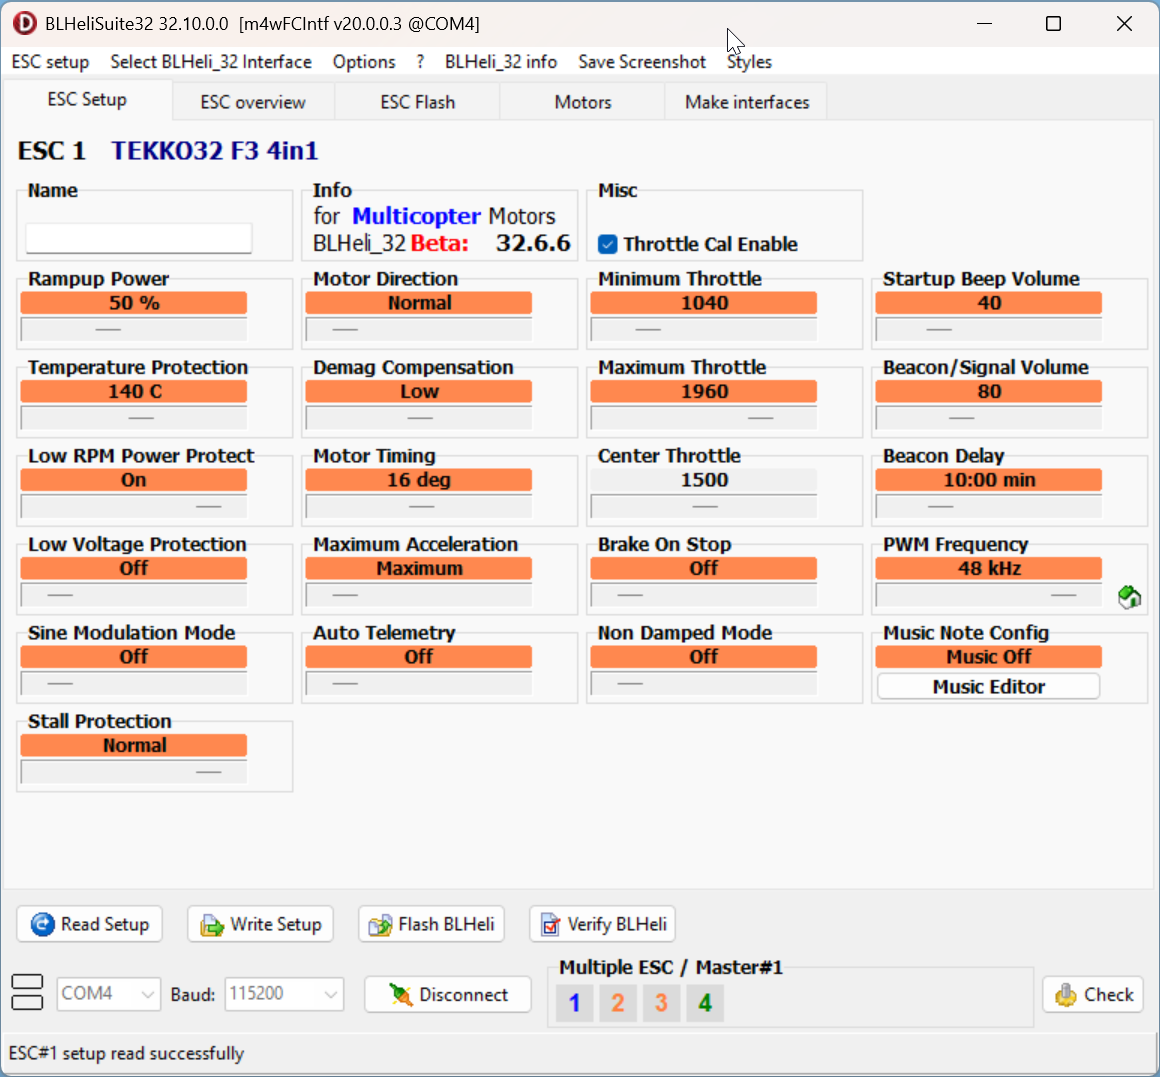 BLHeliSuite32 32.10.0.0 [m4wFCIntf v20.0.0.3 @COM4]
ESC setup Select BLHeli_32 Interface Options ? BLHeli_32 info Save Screenshot Styles
ESC Setup ESC overview ESC Flash Motors Make interfaces
ESC 1 TEKKO32 F3 4in1
Name Info Misc
for Multicopter Motors
BLHeli_32 Beta: 32.6.6 Throttle Cal Enable
Rampup Power Motor Direction Minimum Throttle Startup Beep Volume
50 % Normal 1040 40
Temperature Protection Demag Compensation Maximum Throttle Beacon/Signal Volume
140 C Low 1960 80
Low RPM Power Protect Motor Timing Center Throttle Beacon Delay
On 16 deg 1500 10:00 min
Low Voltage Protection Maximum Acceleration Brake On Stop PWM Frequency
Off Maximum Off 48 kHz
Sine Modulation Mode Auto Telemetry Non Damped Mode Music Note Config
Off Off Off Music Off
Music Editor
Stall Protection
Normal
Read Setup Write Setup Flash BLHeli Verify BLHeli
Multiple ESC / Master#1
COM4 Baud: 115200 Disconnect 1 2 3 4 Check
ESC#1 setup read successfully